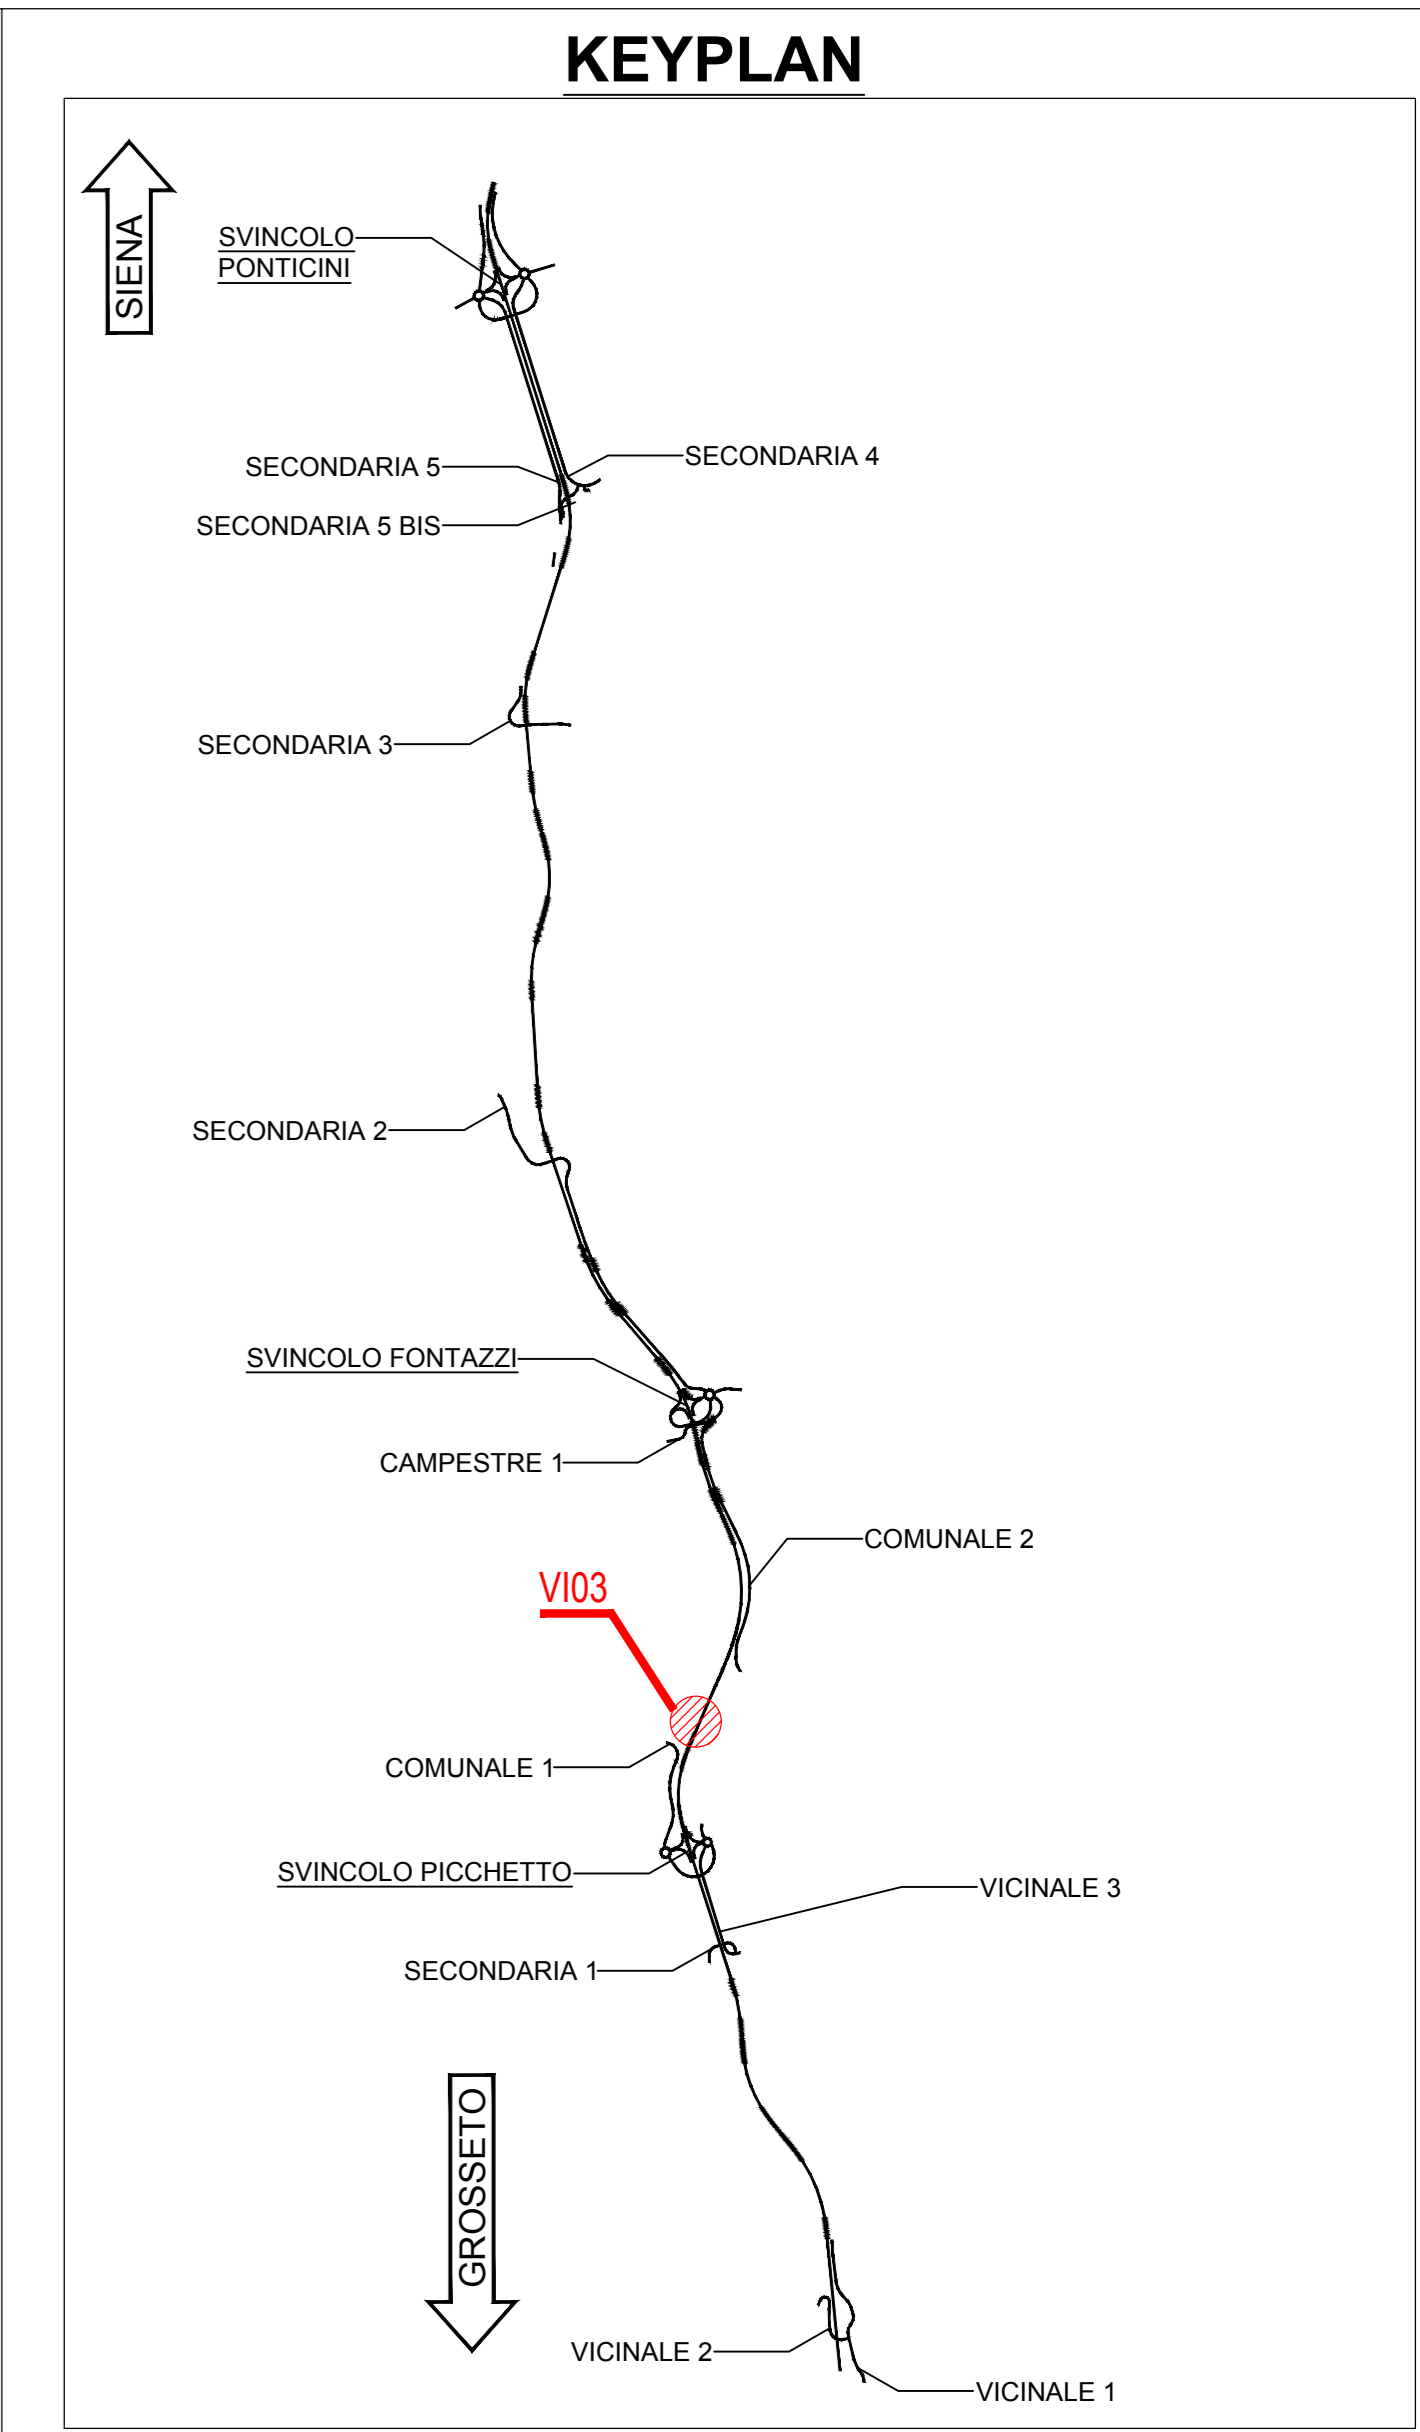 KEYPLAN
SIENA
SVINCOLO
PONTICINI
SECONDARIA 4
SECONDARIA 5
SECONDARIA 5 BIS
SECONDARIA 3
SECONDARIA 2
SVINCOLO FONTAZZI
CAMPESTRE 1
COMUNALE 2
VI03
COMUNALE 1
SVINCOLO PICCHETTO
VICINALE 3
SECONDARIA 1
GROSSETO
VICINALE 2
VICINALE 1